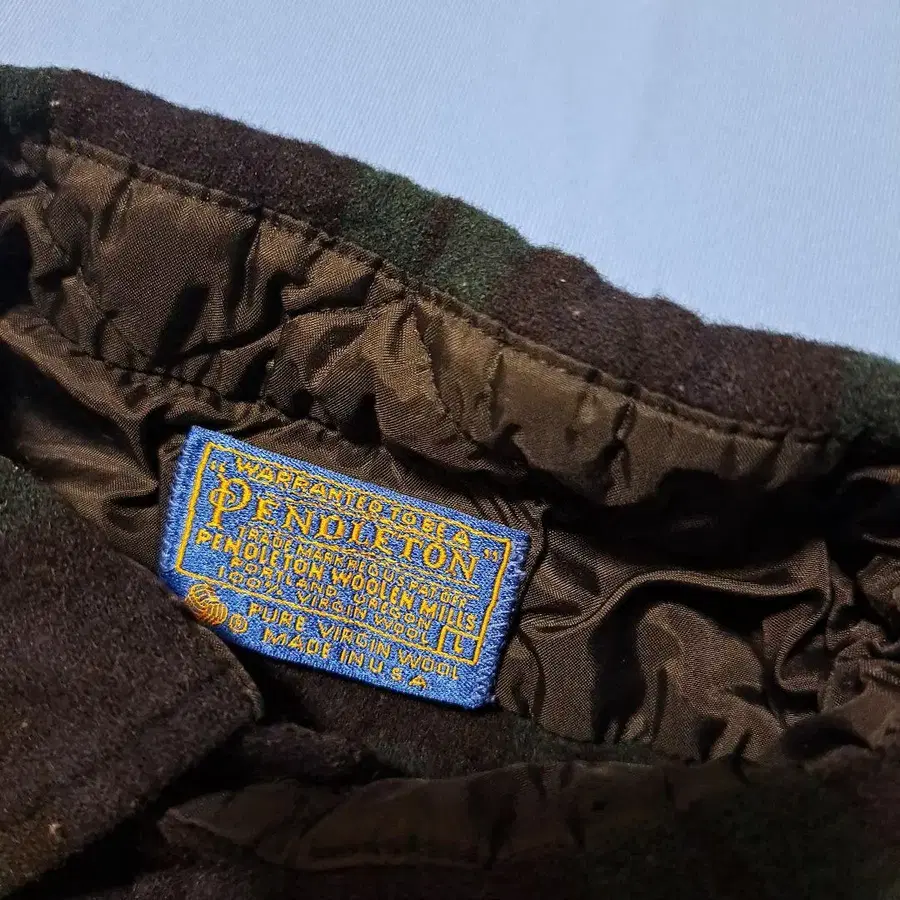 "WARRANTED TO BE A
PENDLETON"
TRADE MARK REG US PAT OFF
PENDLETON WOOLEN MILLS
PORTLAND, OREGON
100% VIRGIN WOOL
L
PURE VIRGIN WOOL
MADE IN U S A